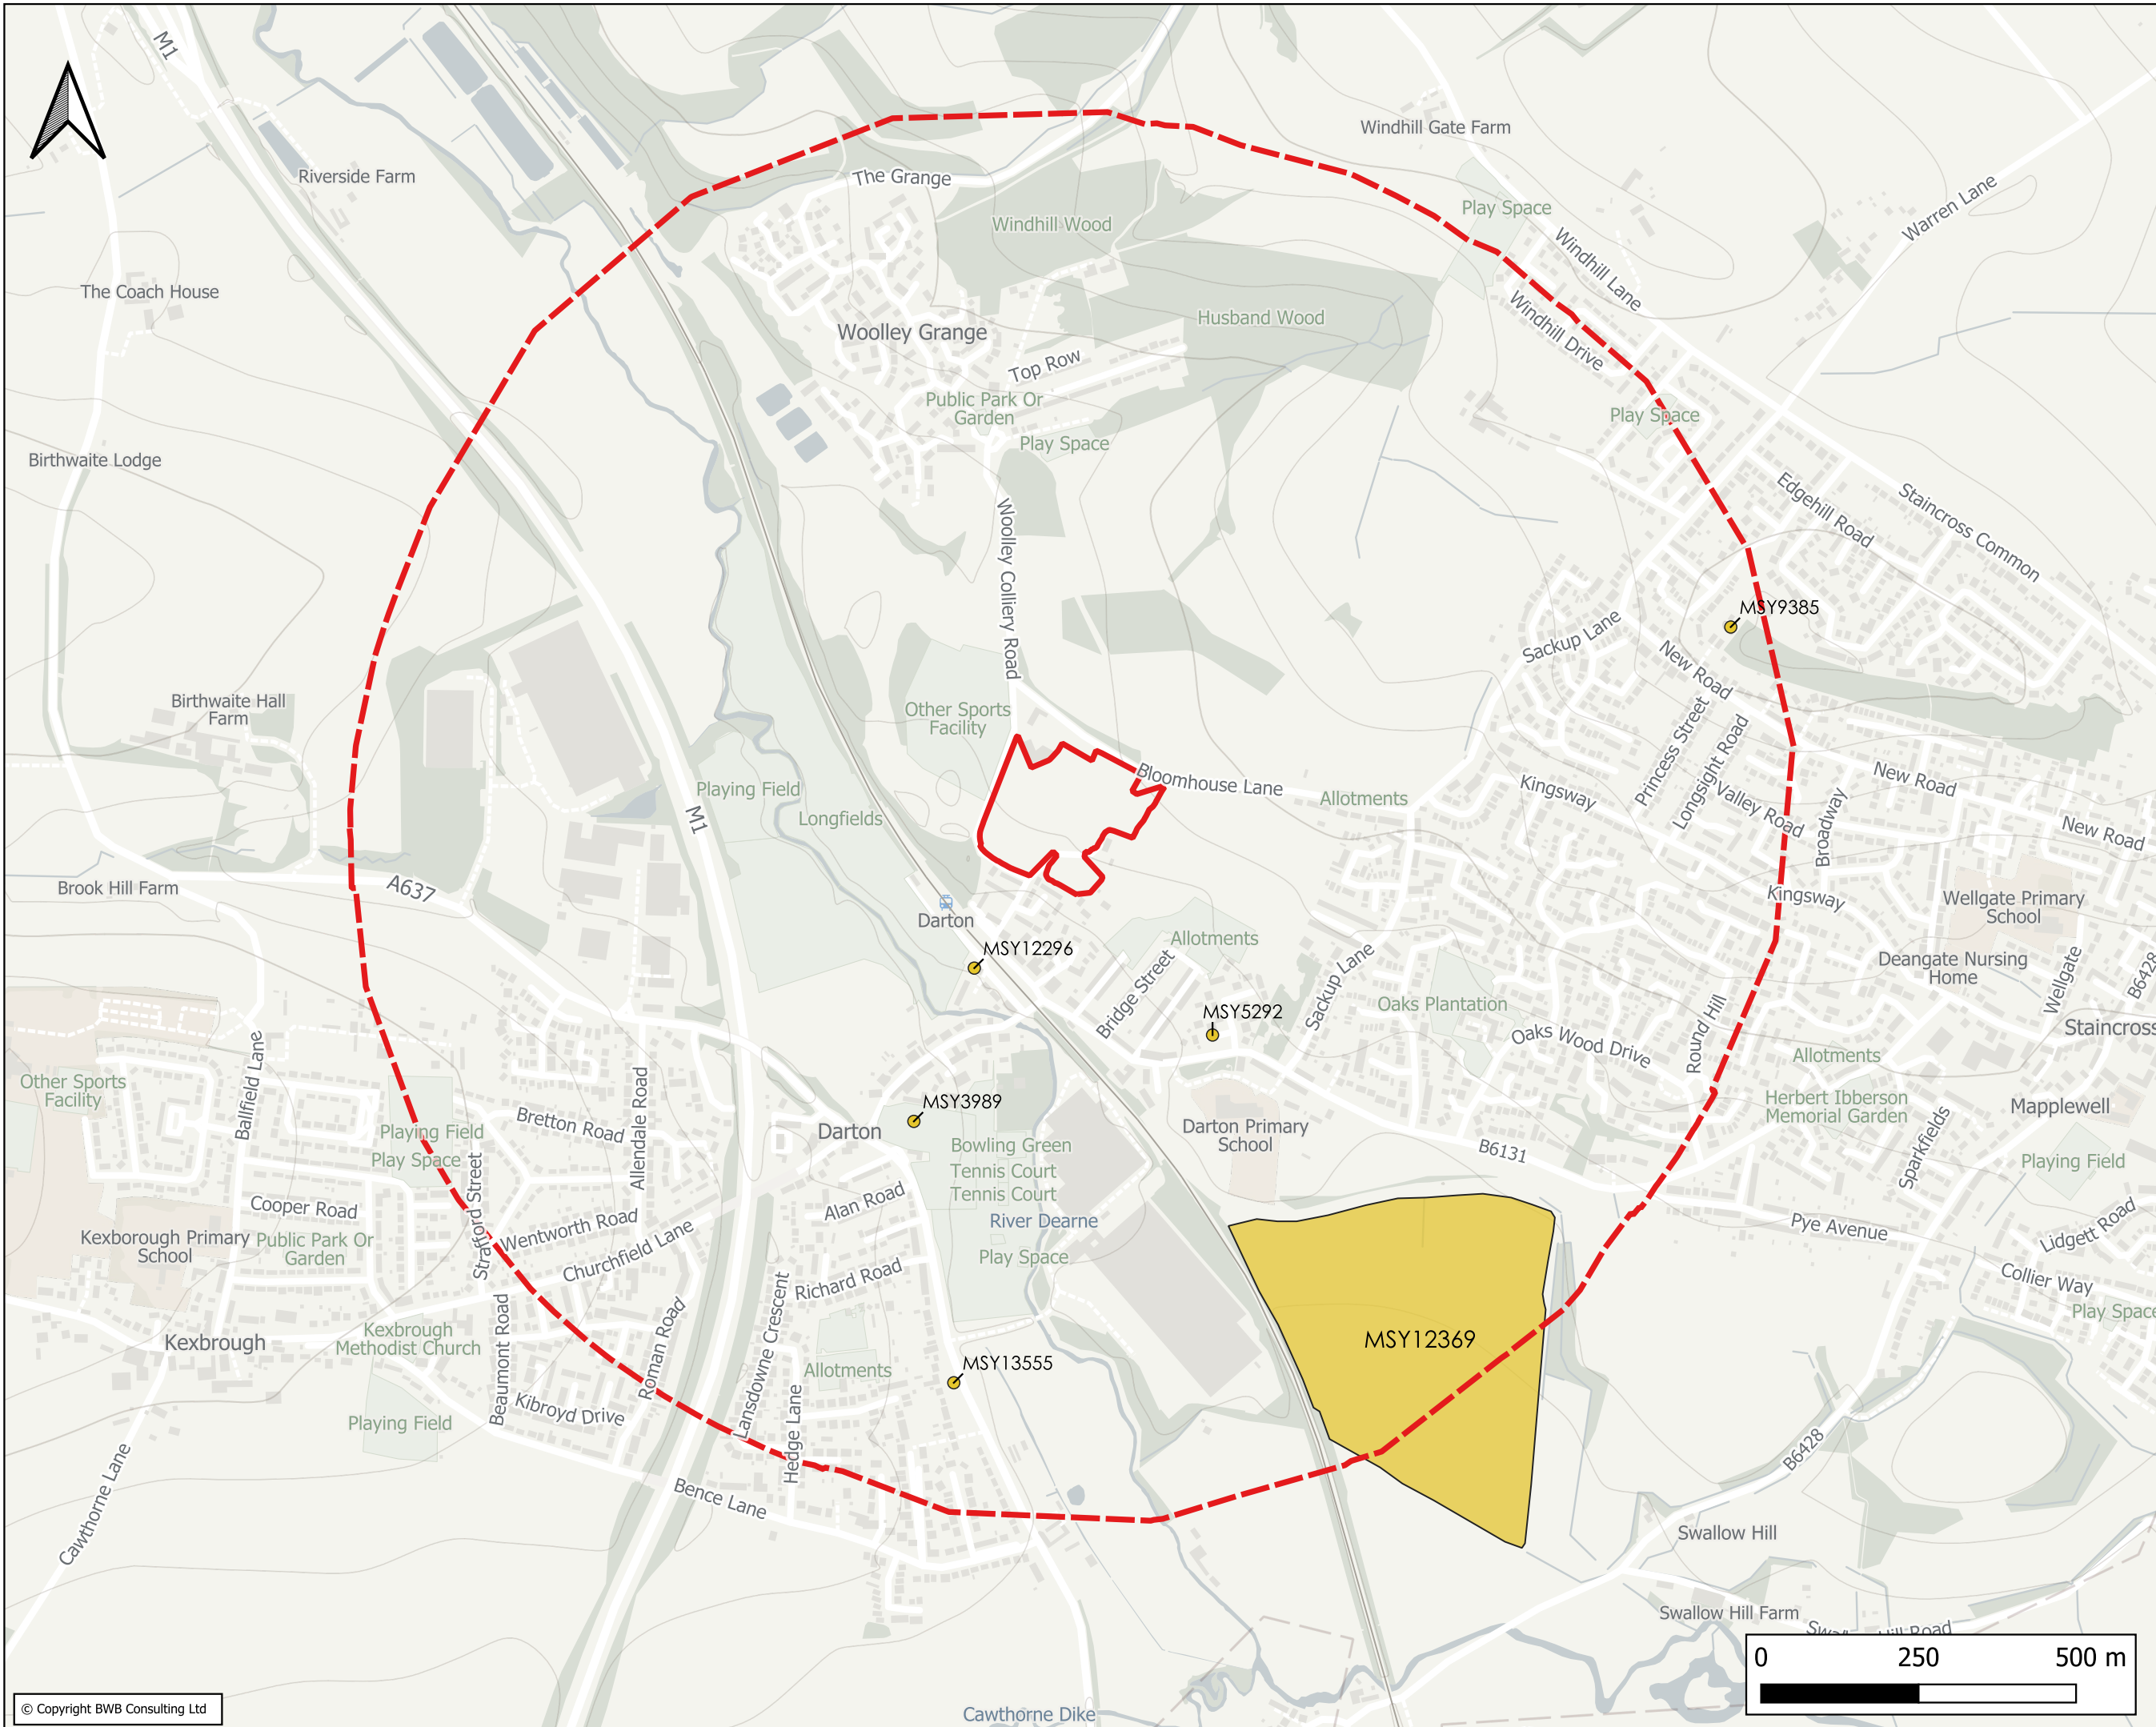 M1
Riverside Farm
The Grange
Windhill Gate Farm
Windhill Wood
Play Space
Warren Lane
Windhill Lane
The Coach House
Woolley Grange
Husband Wood
Windhill Drive
Top Row
Public Park Or
Garden
Play Space
Play Space
Birthwaite Lodge
Edgehill Road
Staincross Common
Woolley Colliery Road
MSY9385
Sackup Lane
New Road
Birthwaite Hall
Farm
Other Sports
Facility
Princess Street
Longsight Road
Playing Field
Longfields
M1
Bloomhouse Lane
Allotments
Kingsway
Valley Road
Broadway
New Road
New Road
Brook Hill Farm
A637
Darton
Kingsway
Wellgate Primary
School
MSY12296
Allotments
Bridge Street
Sackup Lane
Oaks Plantation
Deangate Nursing
Home
Wellgate
B6428
MSY5292
Oaks Wood Drive
Round Hill
Staincross
Allotments
Other Sports
Facility
Ballfield Lane
Allendale Road
MSY3989
Bretton Road
Darton
Playing Field
Play Space
Bowling Green
Tennis Court
Tennis Court
Darton Primary
School
B6131
Herbert Ibberson
Memorial Garden
Mapplewell
Sparkfields
Playing Field
Cooper Road
Strafford Street
Wentworth Road
Alan Road
River Dearne
Kexborough Primary
School
Public Park Or
Garden
Churchfield Lane
Play Space
Pye Avenue
Lidgett Road
Richard Road
Collier Way
Play Space
Kexbrough
Kexbrough
Methodist Church
Beaumont Road
Roman Road
Lansdowne Crescent
MSY12369
Allotments
MSY13555
Playing Field
Kibroyd Drive
Hedge Lane
Cawthorne Lane
Bence Lane
B6428
Swallow Hill
Swallow Hill Farm
Swallow Hill Road
0 250 500 m
© Copyright BWB Consulting Ltd
Cawthorne Dike